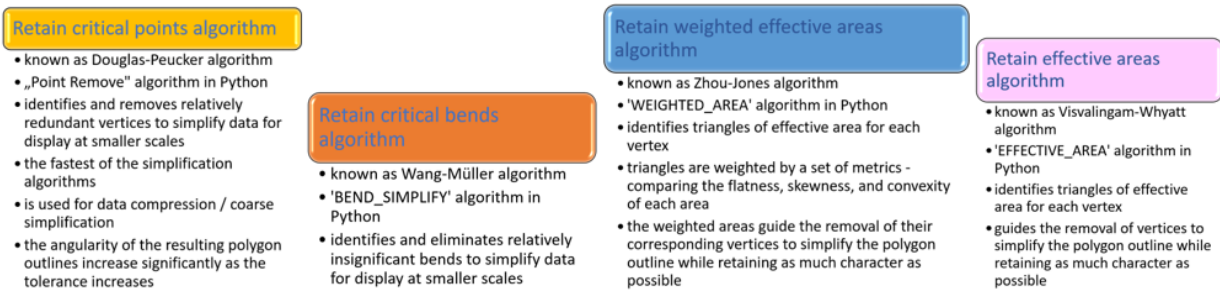 Retain critical points algorithm
• known as Douglas-Peucker algorithm
• „Point Remove" algorithm in Python
• identifies and removes relatively
redundant vertices to simplify data for
display at smaller scales
• the fastest of the simplification
algorithms
• is used for data compression / coarse
simplification
• the angularity of the resulting polygon
outlines increase significantly as the
tolerance increases
Retain critical bends
algorithm
• known as Wang-Müller algorithm
• 'BEND_SIMPLIFY' algorithm in
Python
• identifies and eliminates relatively
insignificant bends to simplify data
for display at smaller scales
Retain weighted effective areas
algorithm
• known as Zhou-Jones algorithm
• 'WEIGHTED_AREA' algorithm in Python
• identifies triangles of effective area for each
vertex
• triangles are weighted by a set of metrics -
comparing the flatness, skewness, and convexity
of each area
• the weighted areas guide the removal of their
corresponding vertices to simplify the polygon
outline while retaining as much character as
possible
Retain effective areas
algorithm
• known as Visvalingam-Whyatt
algorithm
• 'EFFECTIVE_AREA' algorithm in
Python
• identifies triangles of effective
area for each vertex
• guides the removal of vertices to
simplify the polygon outline while
retaining as much character as
possible